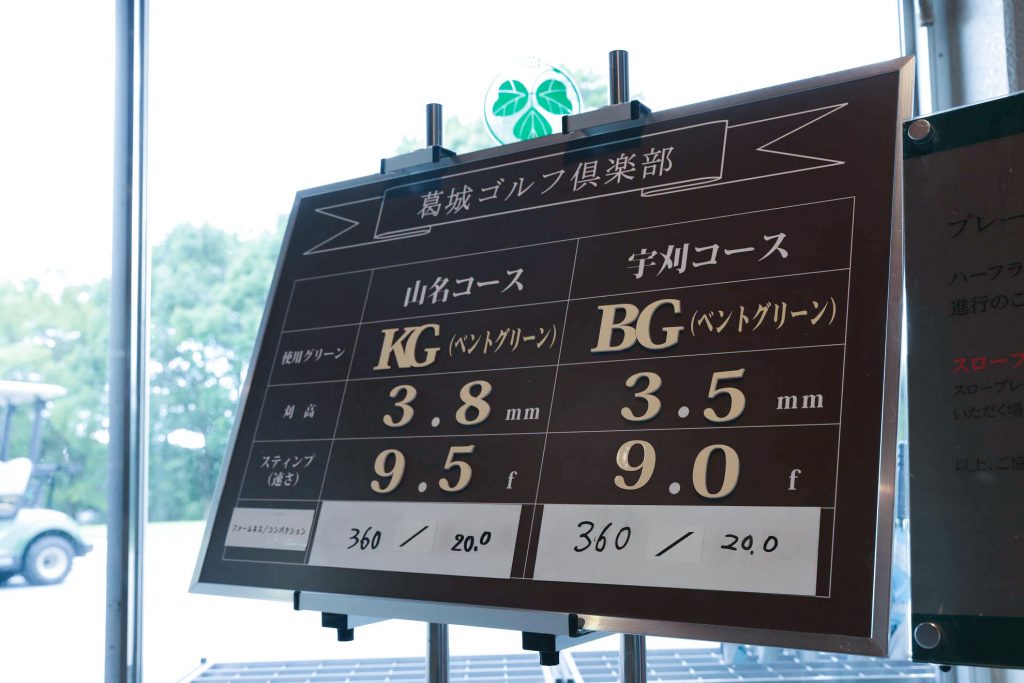 葛城ゴルフ倶楽部
山名コース 宇刈コース
使用グリーン KG (ベントグリーン) BG (ベントグリーン)
刈高 3.8 mm 3.5 mm
スティンプ
(速さ) 9.5 f 9.0 f
ファームネス/コンパクション 360 / 20.0 360 / 20.0
プレー
ハーフラ
進行のこ
スロープ
スロープレ
いただく場
以上、ご協